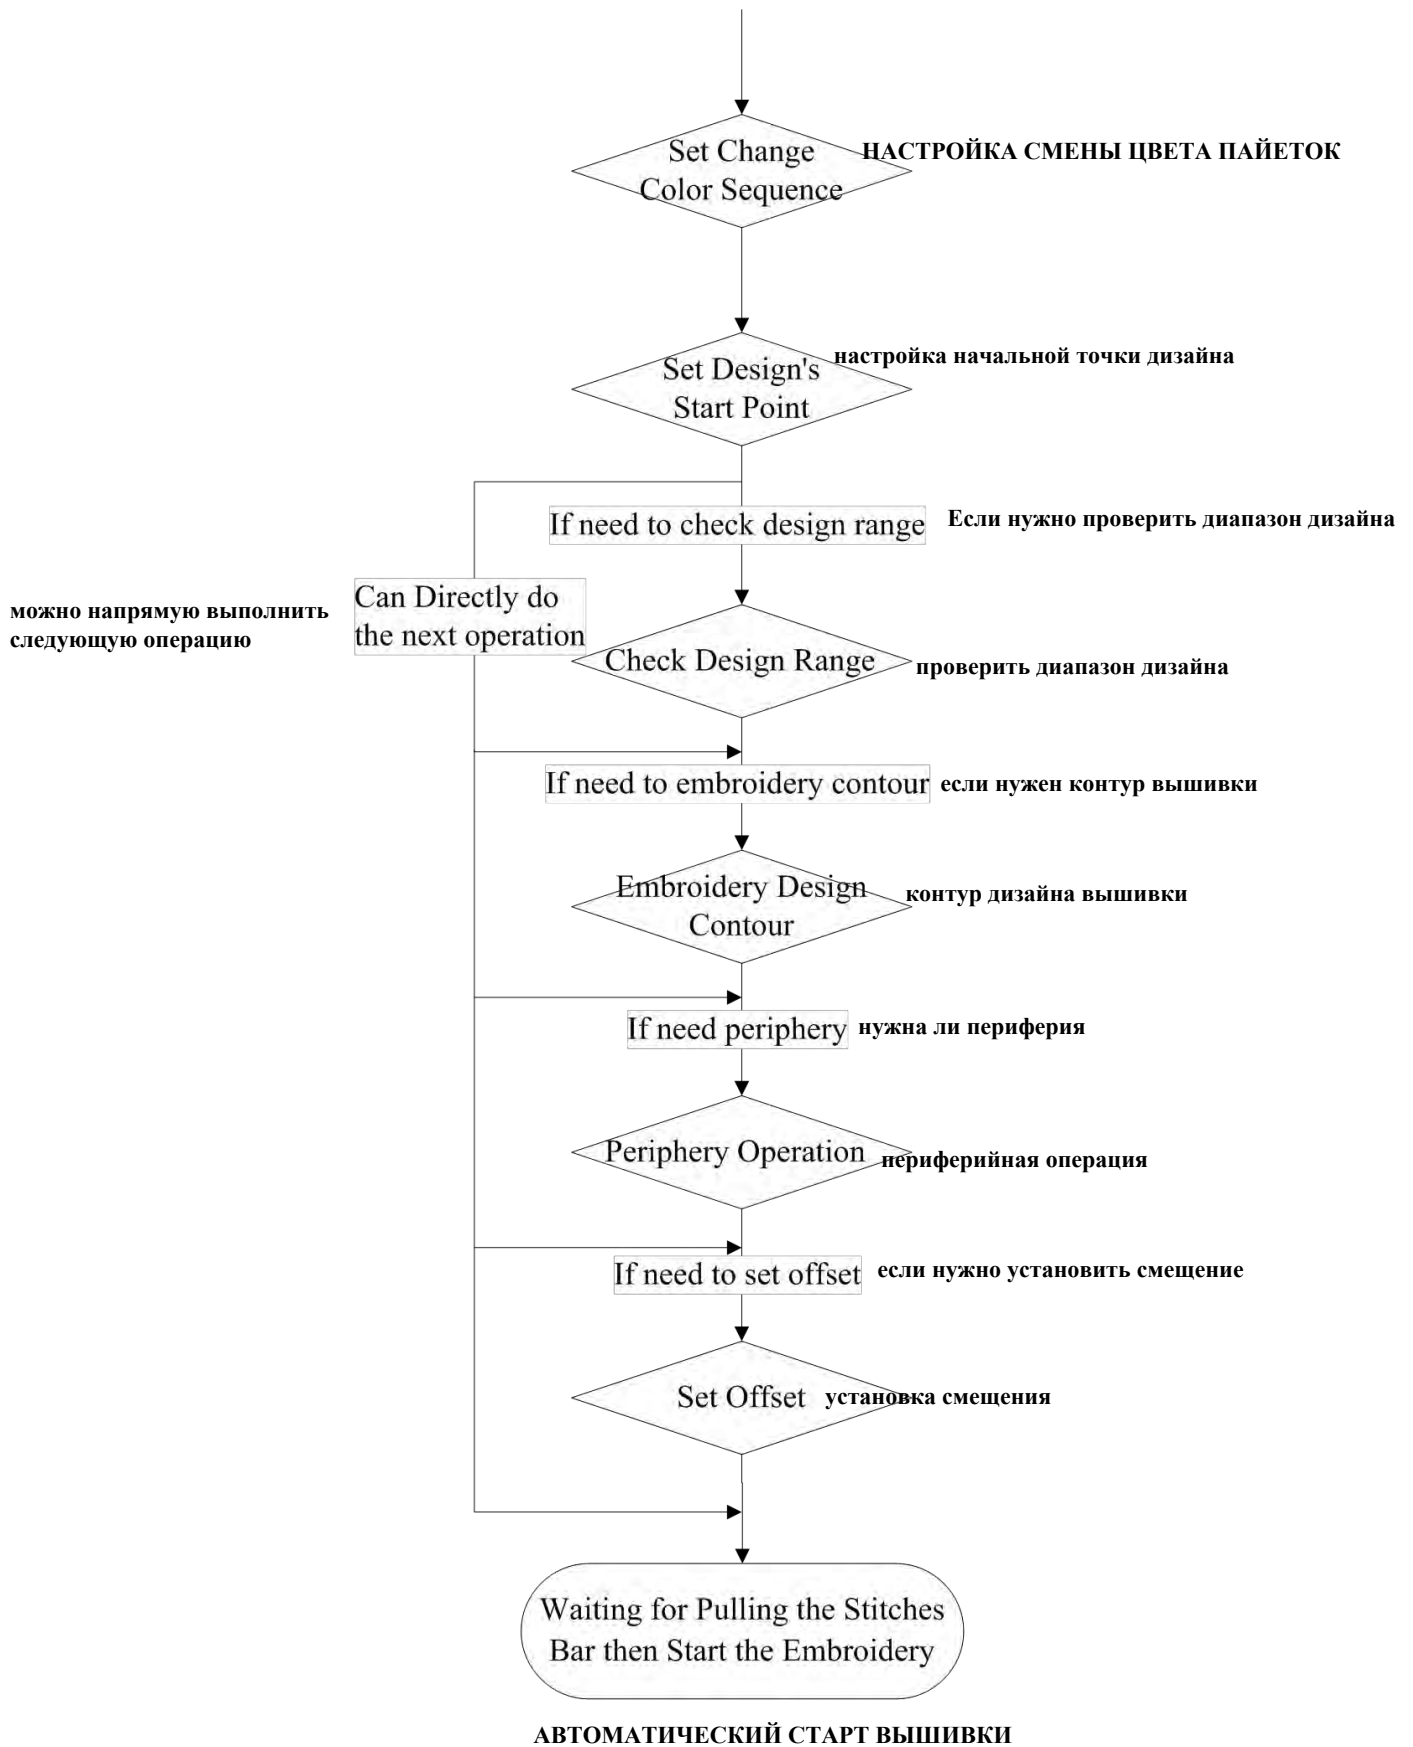 Set Change
Color Sequence
НАСТРОЙКА СМЕНЫ ЦВЕТА ПАЙЕТОК
Set Design's
Start Point
настройка начальной точки дизайна
If need to check design range
Если нужно проверить диапазон дизайна
можно напрямую выполнить
следующую операцию
Can Directly do
the next operation
Check Design Range
проверить диапазон дизайна
If need to embroidery contour
если нужен контур вышивки
Embroidery Design
Contour
контур дизайна вышивки
If need periphery
нужна ли периферия
Periphery Operation
периферийная операция
If need to set offset
если нужно установить смещение
Set Offset
установка смещения
Waiting for Pulling the Stitches
Bar then Start the Embroidery
АВТОМАТИЧЕСКИЙ СТАРТ ВЫШИВКИ